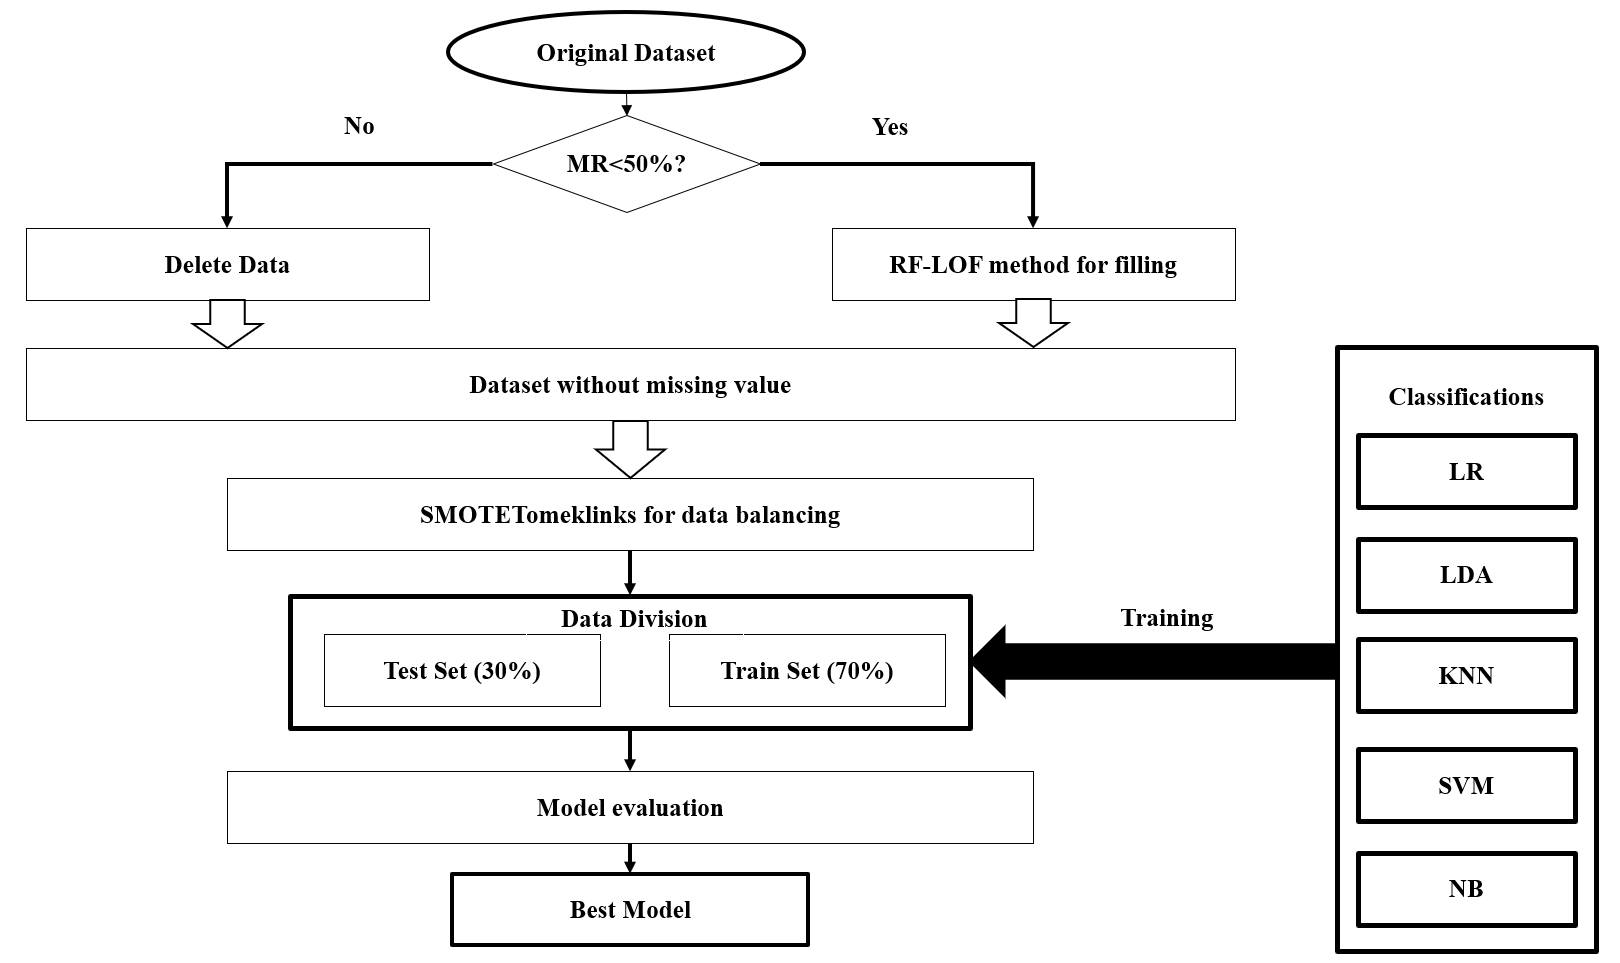 Original Dataset
No
Yes
MR<50%?
Delete Data
RF-LOF method for filling
Dataset without missing value
SMOTETomeklinks for data balancing
Data Division
Test Set (30%)
Train Set (70%)
Training
Model evaluation
Best Model
Classifications
LR
LDA
KNN
SVM
NB